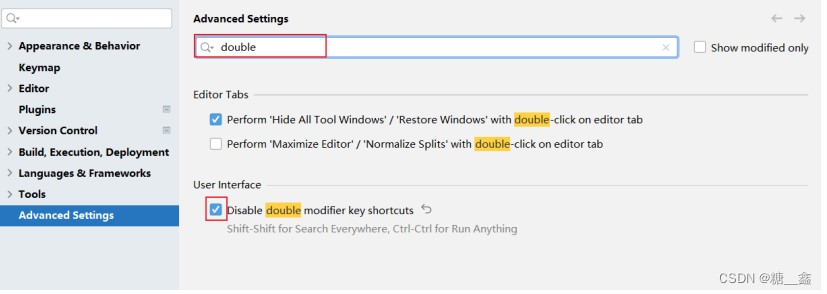 Appearance & Behavior
Keymap
Editor
Plugins
Version Control
Build, Execution, Deployment
Languages & Frameworks
Tools
Advanced Settings
Advanced Settings
double
Show modified only
Editor Tabs
Perform 'Hide All Tool Windows' / 'Restore Windows' with double-click on editor tab
Perform 'Maximize Editor' / 'Normalize Splits' with double-click on editor tab
User Interface
Disable double modifier key shortcuts
Shift-Shift for Search Everywhere, Ctrl-Ctrl for Run Anything
CSDN @糖__鑫